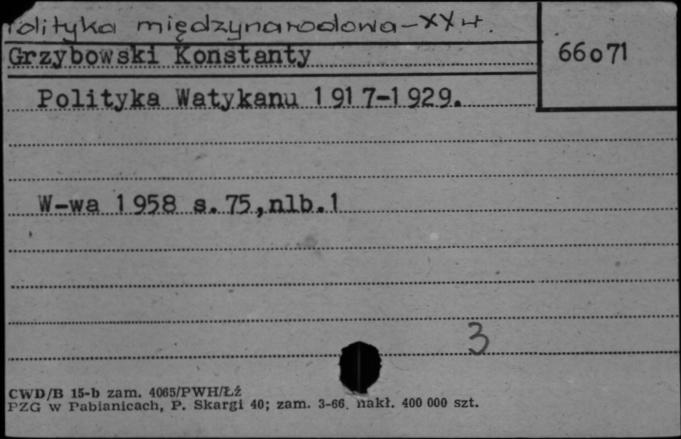 Polityka międzynarodowa-XX w.
Grzybowski Konstanty
66071
Polityka Watykanu 1917-1929.
W-wa 1958 s.75,nlb.1
3
CWD/B 15-b zam. 4065/PWH/Łź
PZG w Pabianicach, P. Skargi 40; zam. 3-66. nakł. 400 000 szt.